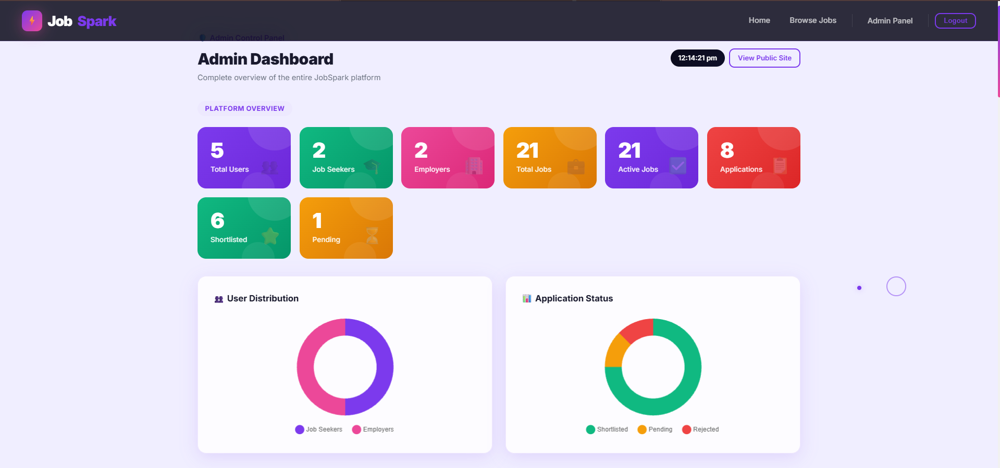 Job Spark
Home
Browse Jobs
Admin Panel
Logout
Admin Control Panel
Admin Dashboard
12:14:21 pm
View Public Site
Complete overview of the entire JobSpark platform
PLATFORM OVERVIEW
5
Total Users
2
Job Seekers
2
Employers
21
Total Jobs
21
Active Jobs
8
Applications
6
Shortlisted
1
Pending
User Distribution
Job Seekers
Employers
Application Status
Shortlisted
Pending
Rejected